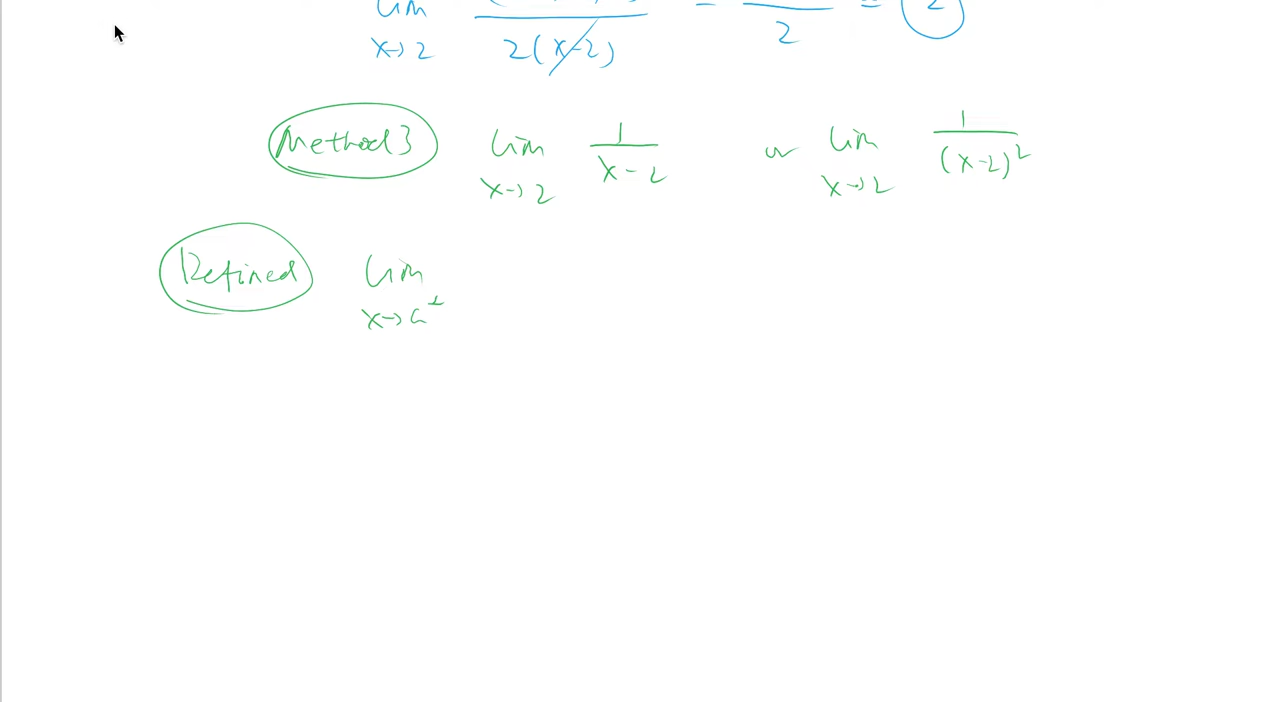 lim x→2 2(x-2) = 2 = 2
Method 3 lim x→2 1/(x-2) or lim x→2 1/(x-2)²
Refined lim x→a±